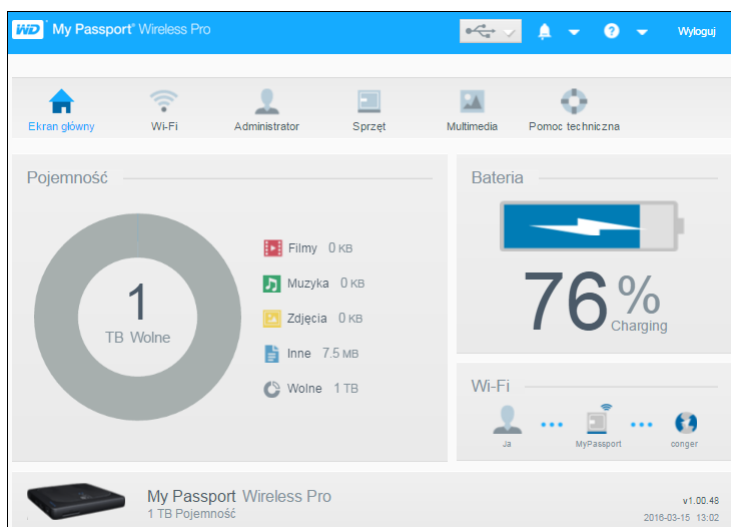 WD My Passport® Wireless Pro
Wyloguj
Ekran główny Wi-Fi Administrator Sprzęt Multimedia Pomoc techniczna
Pojemność
1
TB Wolne
Filmy 0 KB
Muzyka 0 KB
Zdjęcia 0 KB
Inne 7.5 MB
Wolne 1 TB
Bateria
76%
Charging
Wi-Fi
Ja MyPassport conger
My Passport Wireless Pro
1 TB Pojemność
v1.00.48
2016-03-15 13:02